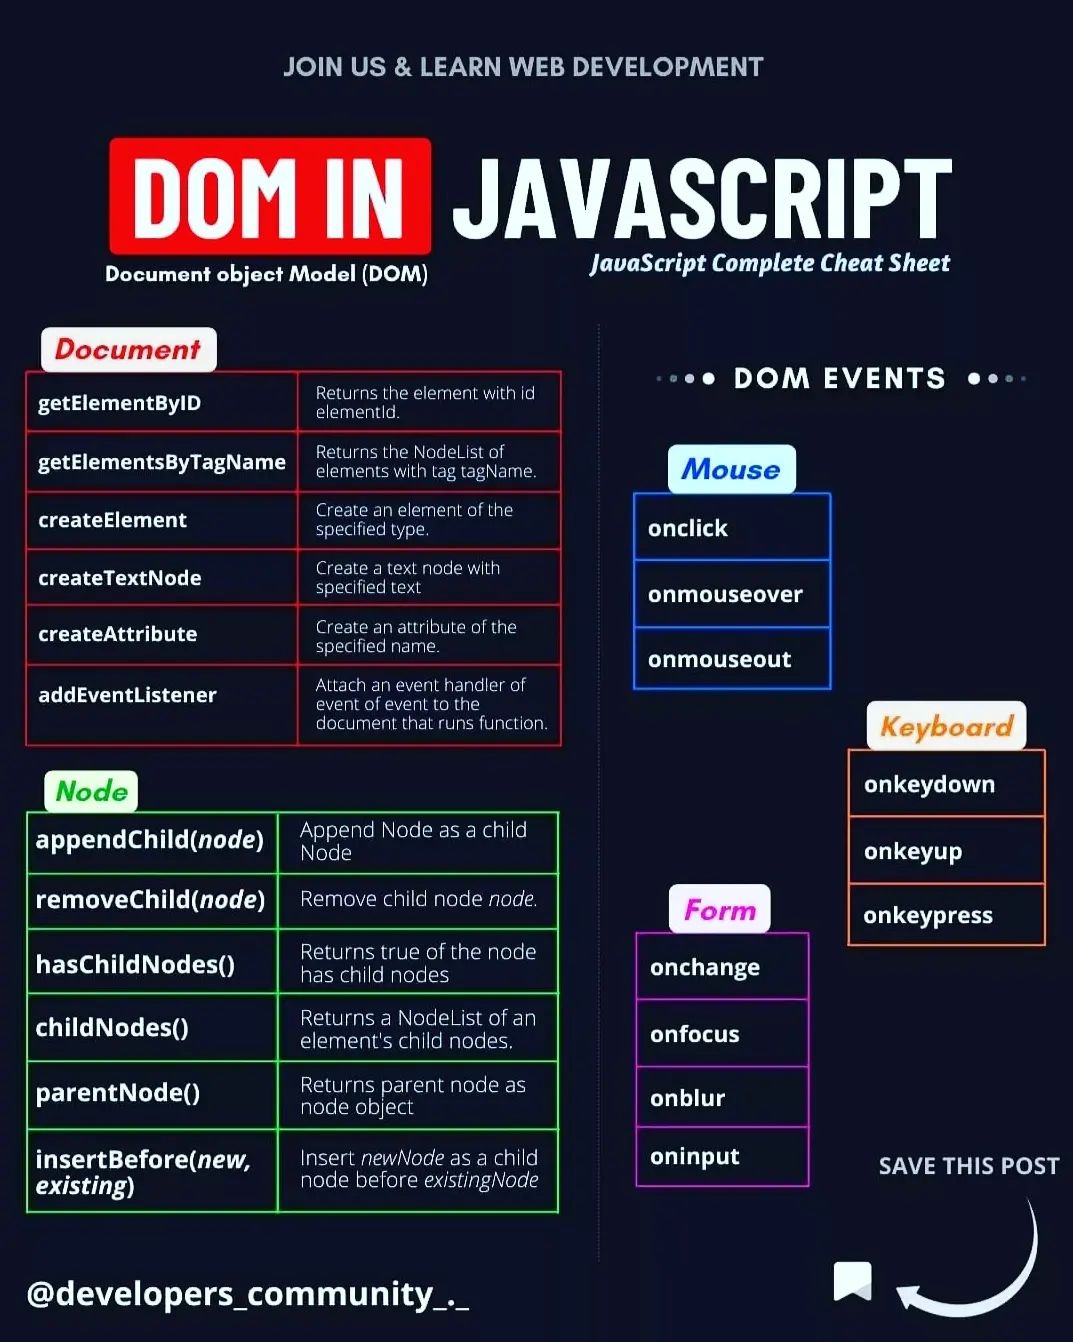 JOIN US & LEARN WEB DEVELOPMENT
DOM IN JAVASCRIPT
Document object Model (DOM)
JavaScript Complete Cheat Sheet
Document
getElementByID
Returns the element with id
elementId.
getElementsByTagName
Returns the NodeList of
elements with tag tagName.
createElement
Create an element of the
specified type.
createTextNode
Create a text node with
specified text
createAttribute
Create an attribute of the
specified name.
addEventListener
Attach an event handler of
event of event to the
document that runs function.
Node
appendChild(node)
Append Node as a child
Node
removeChild(node)
Remove child node node.
hasChildNodes()
Returns true of the node
has child nodes
childNodes()
Returns a NodeList of an
element's child nodes.
parentNode()
Returns parent node as
node object
insertBefore(new,
existing)
Insert newNode as a child
node before existingNode
DOM EVENTS
Mouse
onclick
onmouseover
onmouseout
Keyboard
onkeydown
onkeyup
onkeypress
Form
onchange
onfocus
onblur
oninput
SAVE THIS POST
@developers_community_._